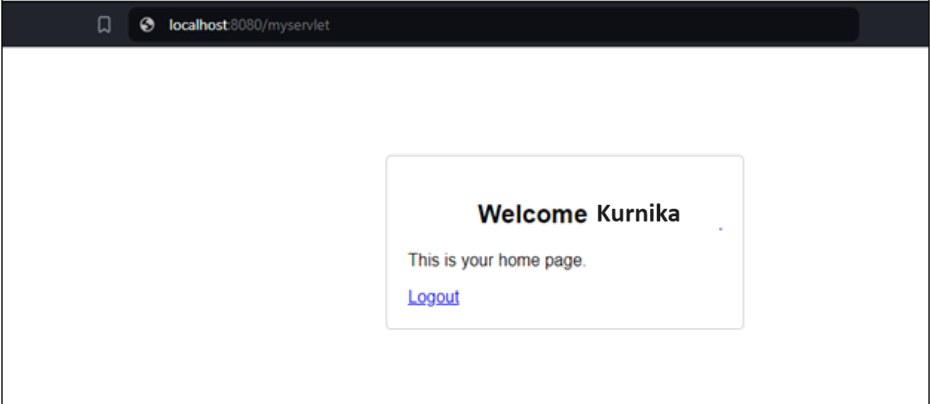 localhost:8080/myservlet
Welcome Kurnika
This is your home page.
Logout